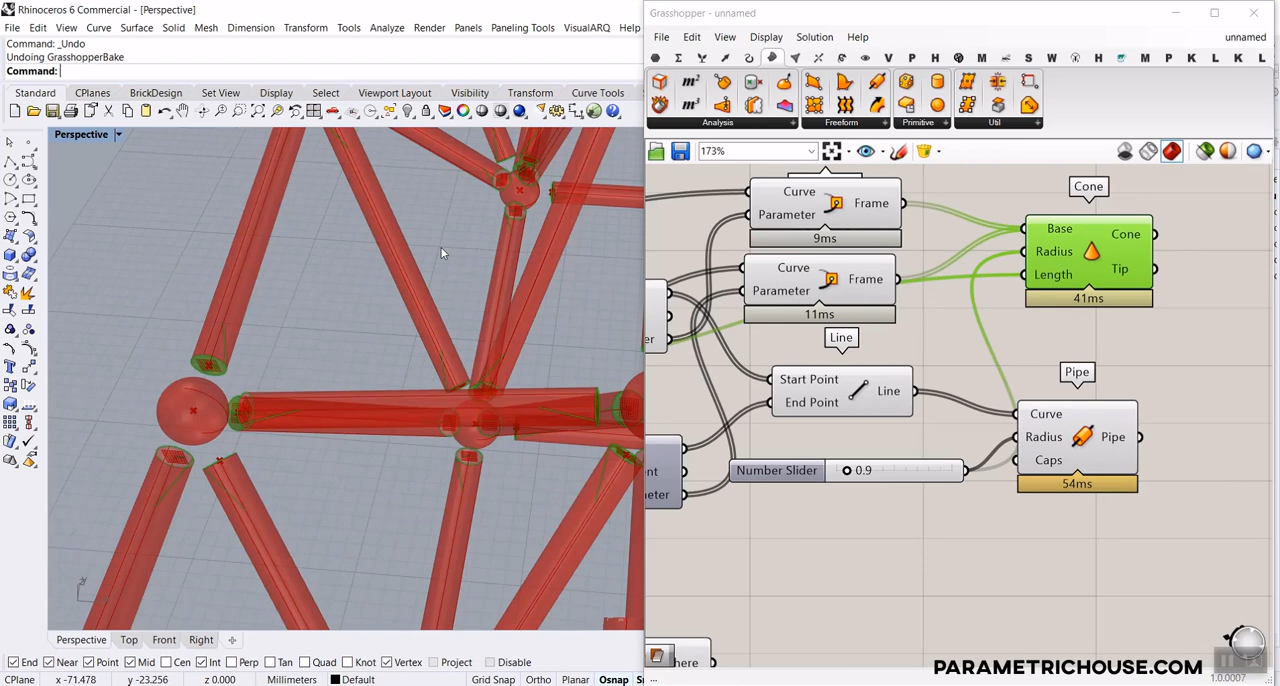 Rhinoceros 6 Commercial - [Perspective]
File Edit View Curve Surface Solid Mesh Dimension Transform Tools Analyze Render Panels Paneling Tools VisualARQ Help
Command: _Undo
Undoing GrasshopperBake
Command:
Standard CPlanes BrickDesign Set View Display Select Viewport Layout Visibility Transform Curve Tools
Perspective
Perspective Top Front Right
End Near Point Mid Cen Int Perp Tan Quad Knot Vertex Project Disable
CPlane x -71.478 y -23.256 z 0.000 Millimeters Default Grid Snap Ortho Planar Osnap
Grasshopper - unnamed
File Edit View Display Solution Help unnamed
V P H M S W M H M P K L K L
m² m³
Analysis Freeform Primitive Util
173%
Cone
Curve
Parameter
Frame
9ms
Base
Radius
Length
Cone
Tip
41ms
Curve
Parameter
Frame
11ms
Line
Start Point
End Point
Line
Pipe
Curve
Radius
Caps
Pipe
54ms
Number Slider 0.9
PARAMETRICHOUSE.COM
1.0.0007